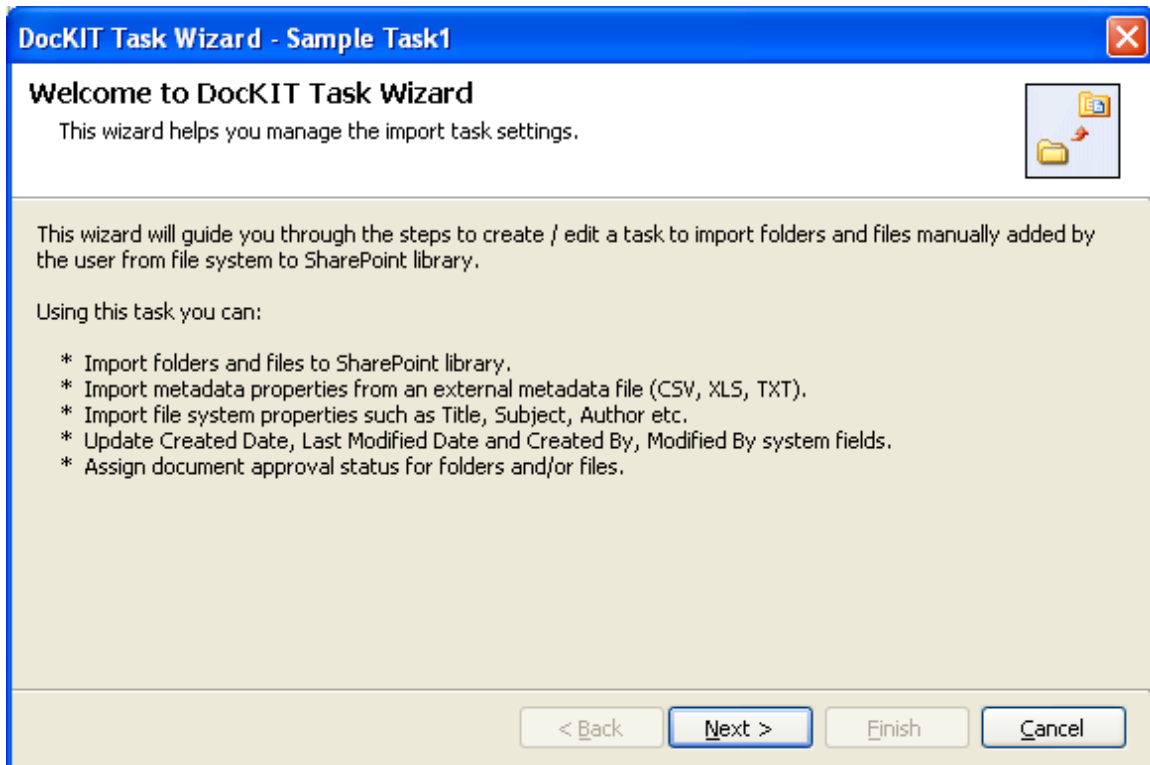 DocKIT Task Wizard - Sample Task1
Welcome to DocKIT Task Wizard
This wizard helps you manage the import task settings.
This wizard will guide you through the steps to create / edit a task to import folders and files manually added by
the user from file system to SharePoint library.
Using this task you can:
* Import folders and files to SharePoint library.
* Import metadata properties from an external metadata file (CSV, XLS, TXT).
* Import file system properties such as Title, Subject, Author etc.
* Update Created Date, Last Modified Date and Created By, Modified By system fields.
* Assign document approval status for folders and/or files.
< Back Next > Finish Cancel